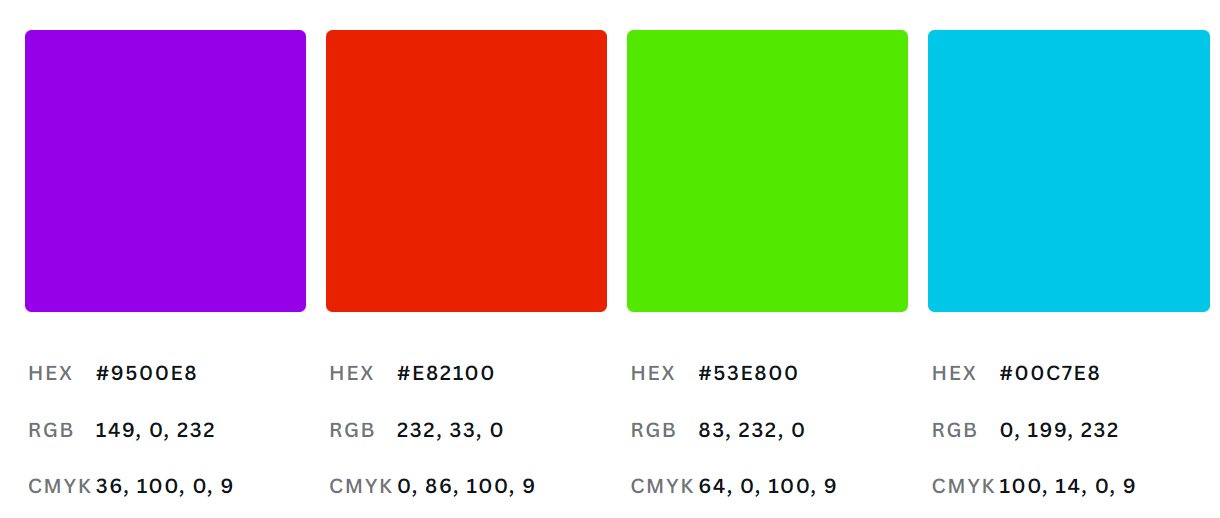 HEX #9500E8 HEX #E82100 HEX #53E800 HEX #00C7E8
RGB 149, 0, 232 RGB 232, 33, 0 RGB 83, 232, 0 RGB 0, 199, 232
CMYK 36, 100, 0, 9 CMYK 0, 86, 100, 9 CMYK 64, 0, 100, 9 CMYK 100, 14, 0, 9